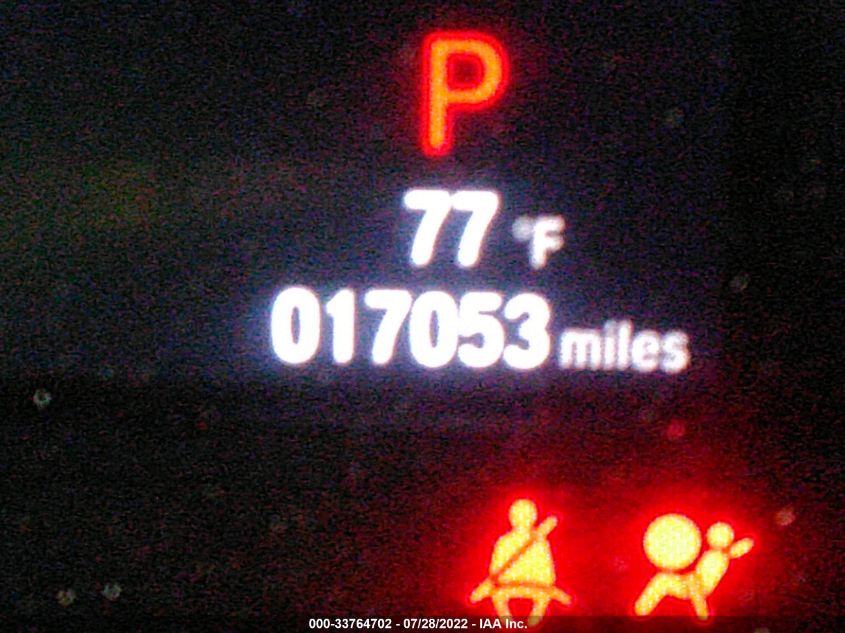 P
77 °F
017053 miles
000-33764702 - 07/28/2022 - IAA Inc.